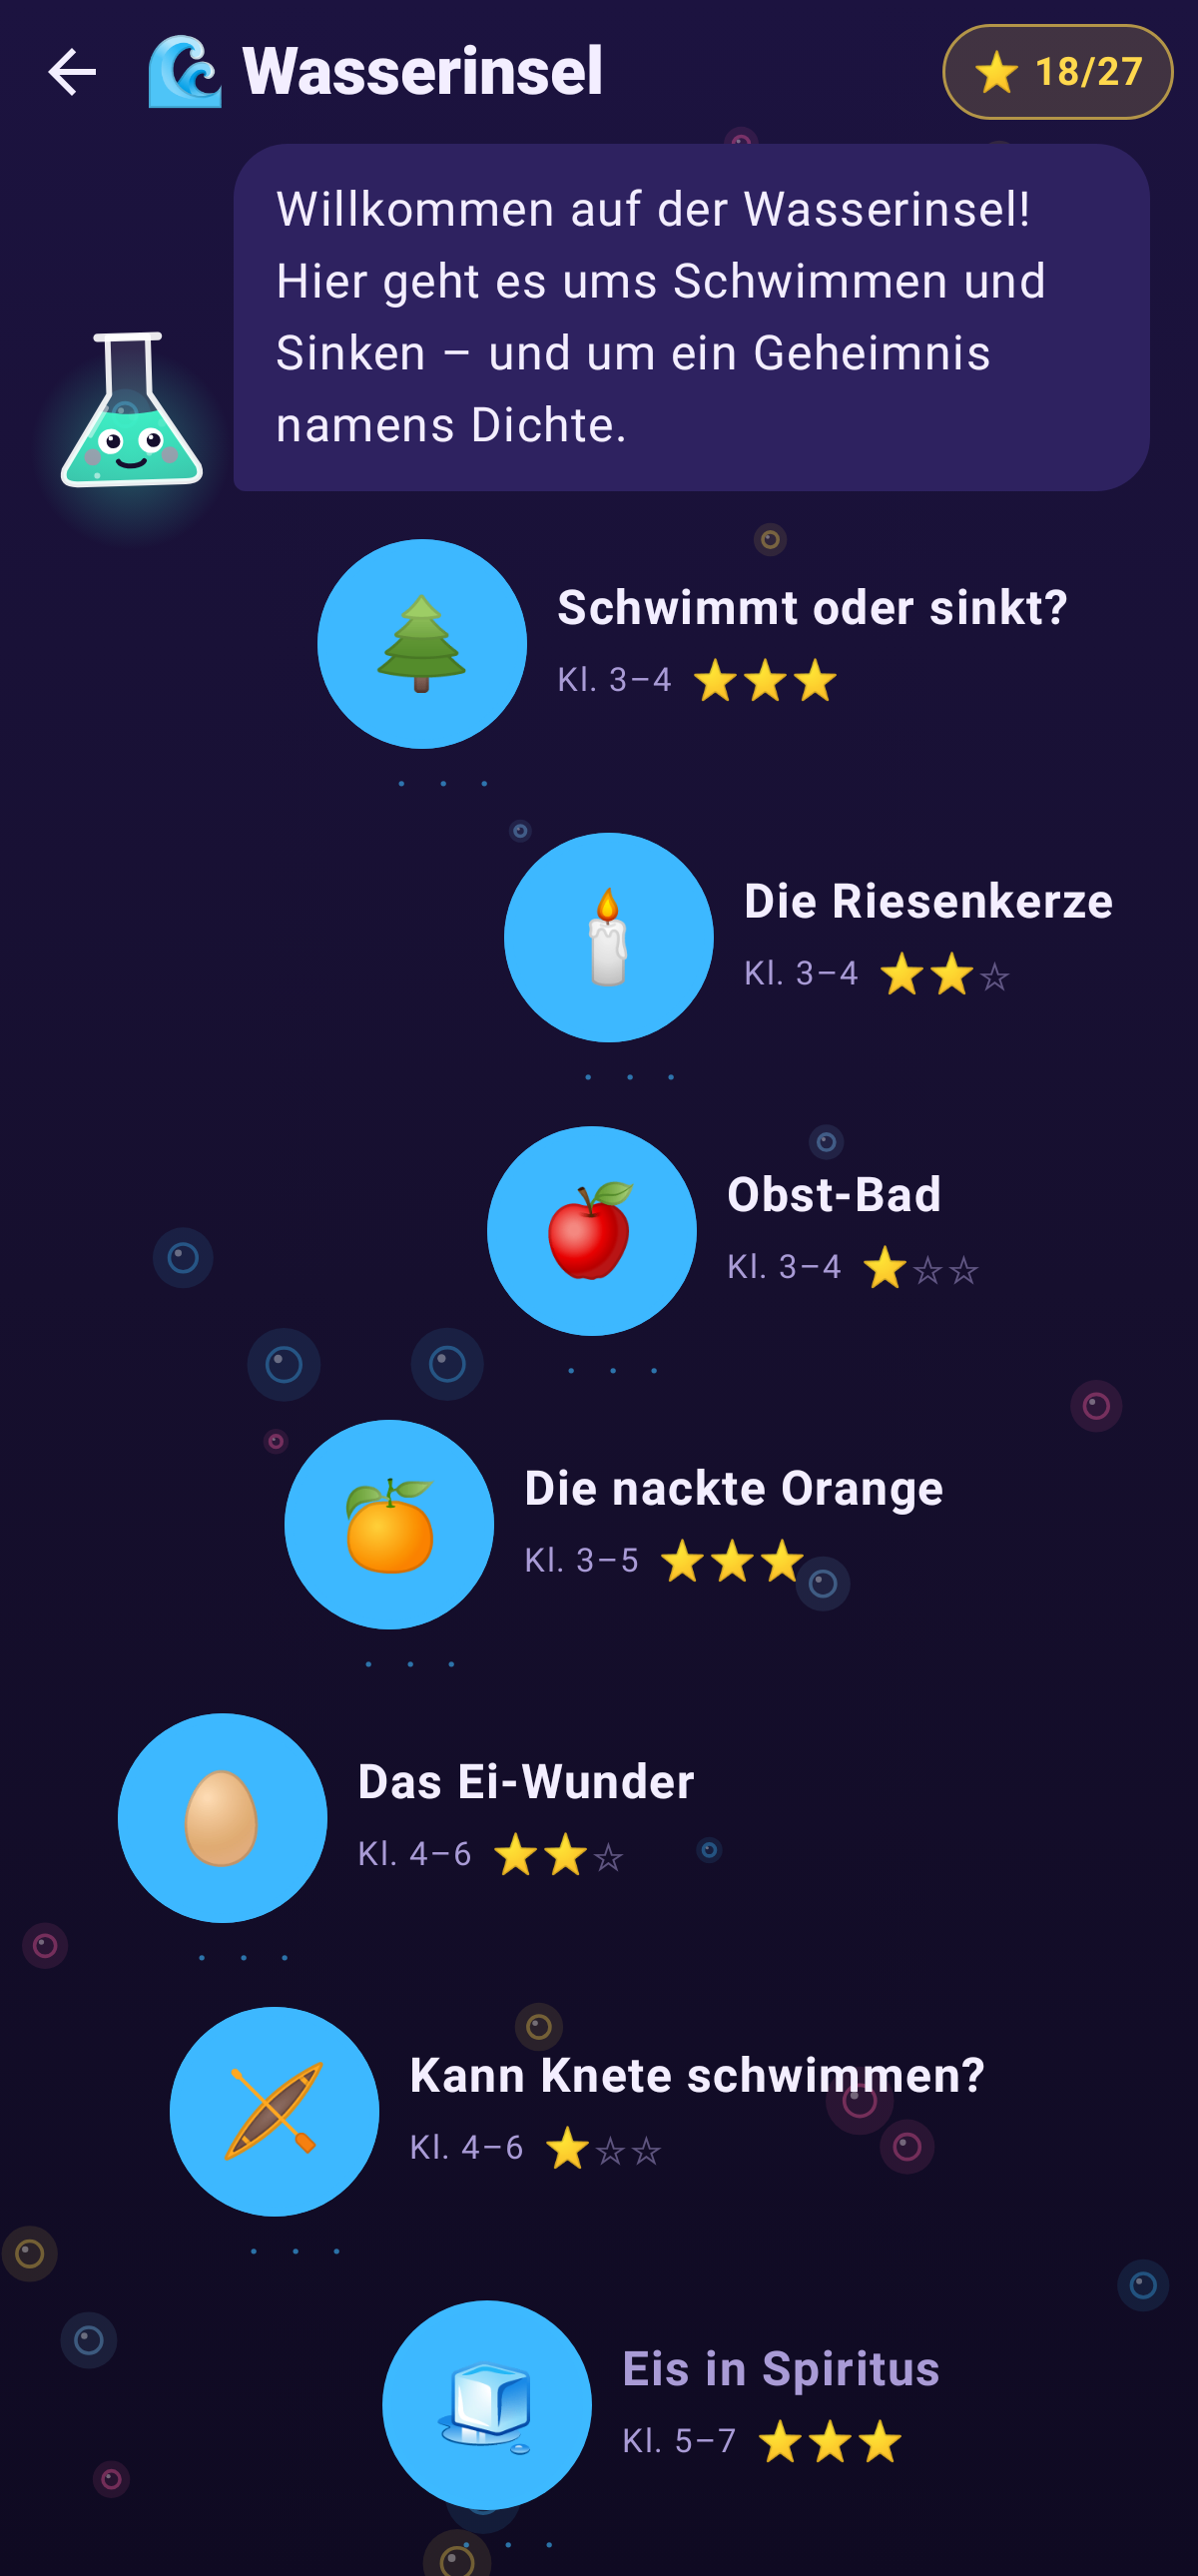 Wasserinsel
⭐ 18/27
Willkommen auf der Wasserinsel!
Hier geht es ums Schwimmen und
Sinken – und um ein Geheimnis
namens Dichte.
Schwimmt oder sinkt?
Kl. 3–4 ⭐⭐⭐
Die Riesenkerze
Kl. 3–4 ⭐⭐☆
Obst-Bad
Kl. 3–4 ⭐☆☆
Die nackte Orange
Kl. 3–5 ⭐⭐⭐
Das Ei-Wunder
Kl. 4–6 ⭐⭐☆
Kann Knete schwimmen?
Kl. 4–6 ⭐☆☆
Eis in Spiritus
Kl. 5–7 ⭐⭐⭐